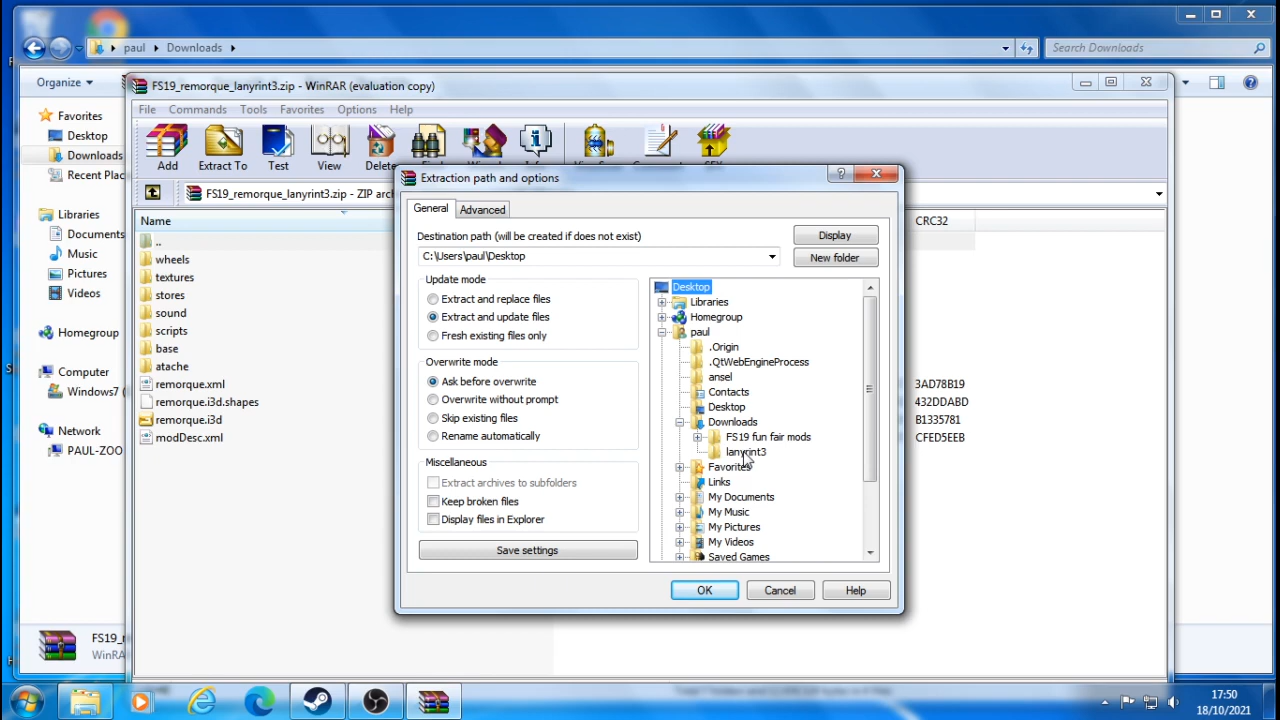 paul
Downloads
Search Downloads
Organize
FS19_remorque_lanyrint3.zip - WinRAR (evaluation copy)
File Commands Tools Favorites Options Help
Add Extract To Test View Delete
FS19_remorque_lanyrint3.zip - ZIP arc
Name
CRC32
..
wheels
textures
stores
sound
scripts
base
atache
remorque.xml
3AD78B19
remorque.i3d.shapes
432DDABD
remorque.i3d
B1335781
modDesc.xml
CFED5EEB
Favorites
Desktop
Downloads
Recent Plac
Libraries
Documents
Music
Pictures
Videos
Homegroup
Computer
Windows7 (
Network
PAUL-ZOO
FS19_r
WinRA
Extraction path and options
General
Advanced
Destination path (will be created if does not exist)
Display
C:\Users\paul\Desktop
New folder
Update mode
Extract and replace files
Extract and update files
Fresh existing files only
Overwrite mode
Ask before overwrite
Overwrite without prompt
Skip existing files
Rename automatically
Miscellaneous
Extract archives to subfolders
Keep broken files
Display files in Explorer
Save settings
Desktop
Libraries
Homegroup
paul
.Origin
.QtWebEngineProcess
ansel
Contacts
Desktop
Downloads
FS19 fun fair mods
lanyrint3
Favorites
Links
My Documents
My Music
My Pictures
My Videos
Saved Games
OK
Cancel
Help
17:50
18/10/2021